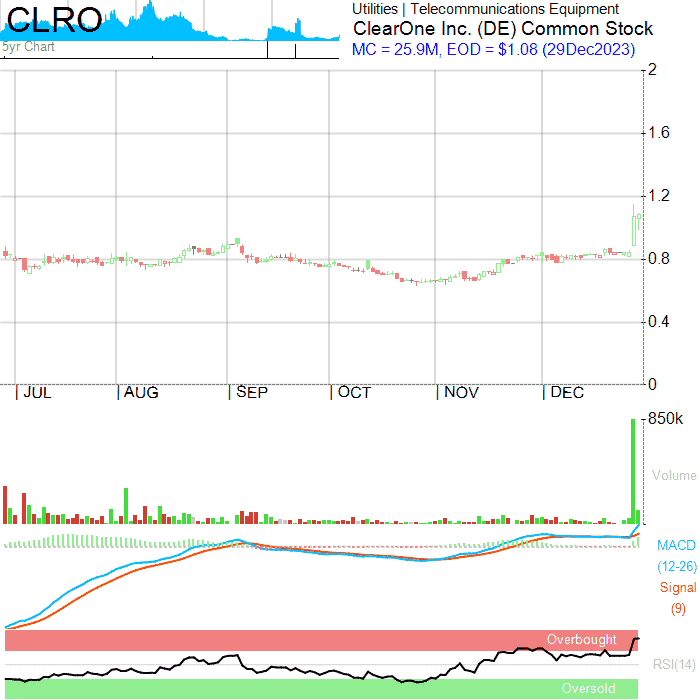 CLRO
5yr Chart
Utilities | Telecommunications Equipment
ClearOne Inc. (DE) Common Stock
MC = 25.9M, EOD = $1.08 (29Dec2023)
2
1.6
1.2
0.8
0.4
0
JUL AUG SEP OCT NOV DEC
850k
Volume
MACD
(12-26)
Signal
(9)
Overbought
RSI(14)
Oversold